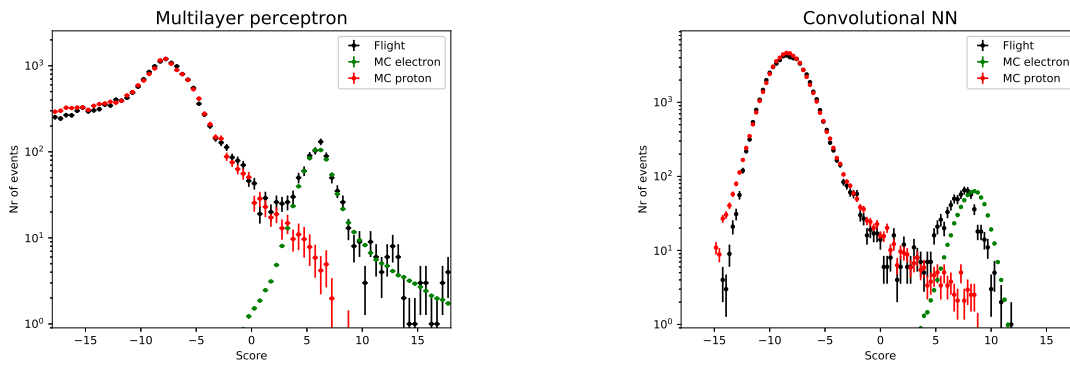 Multilayer perceptron
Flight
MC electron
MC proton
Nr of events
10³
10²
10¹
10⁰
−15 −10 −5 0 5 10 15
Score
Convolutional NN
Flight
MC electron
MC proton
Nr of events
10³
10²
10¹
10⁰
−15 −10 −5 0 5 10 15
Score